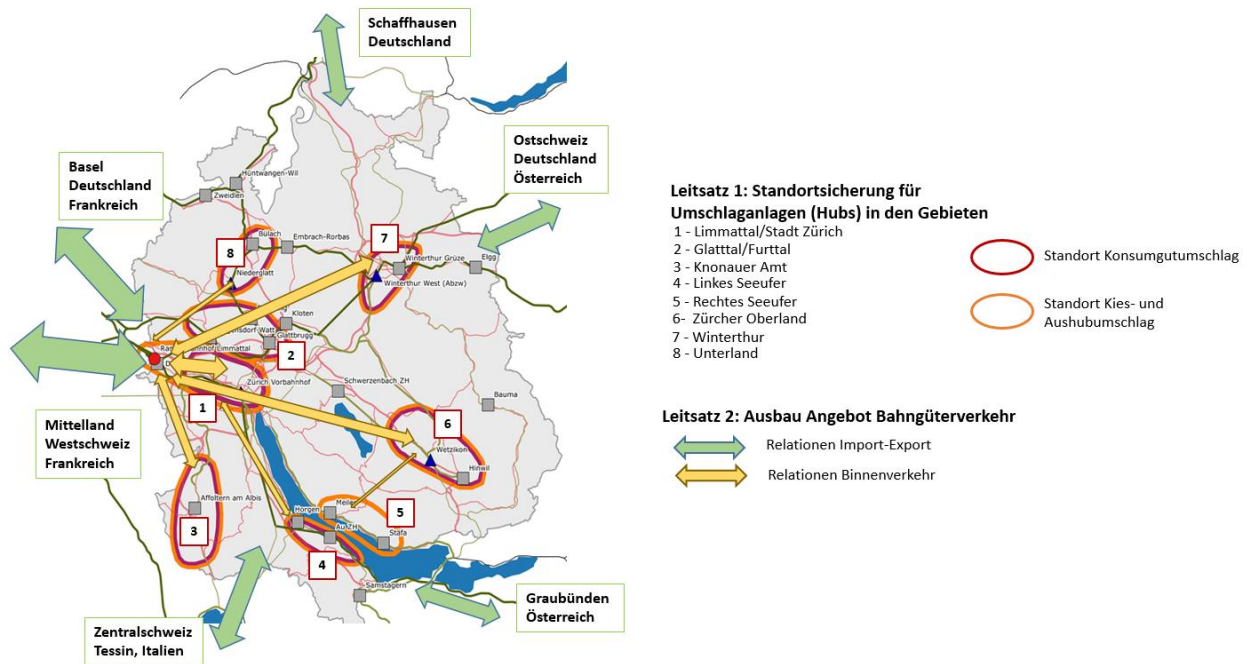 Schaffhausen
Deutschland
Ostschweiz
Deutschland
Österreich
Basel
Deutschland
Frankreich
Hüntwangen-Wil
Zweidlen
Bülach
Embrach-Rorbas
8
7
Winterthur Grüze
Elgg
Niederglatt
Winterthur West (Abzw)
Kloten
Glattbrugg
2
Zürich Vorbahnhof
Schwerzenbach ZH
1
Bauma
6
Wetzikon
Hinwil
Mittelland
Westschweiz
Frankreich
Affoltern am Albis
3
Horgen
5
Au ZH
Stäfa
4
Samstagern
Graubünden
Österreich
Zentralschweiz
Tessin, Italien
Leitsatz 1: Standortsicherung für
Umschlaganlagen (Hubs) in den Gebieten
1 - Limmattal/Stadt Zürich
2 - Glatttal/Furttal
3 - Knonauer Amt
4 - Linkes Seeufer
5 - Rechtes Seeufer
6- Zürcher Oberland
7 - Winterthur
8 - Unterland
Standort Konsumgutumschlag
Standort Kies- und
Aushubumschlag
Leitsatz 2: Ausbau Angebot Bahngüterverkehr
Relationen Import-Export
Relationen Binnenverkehr